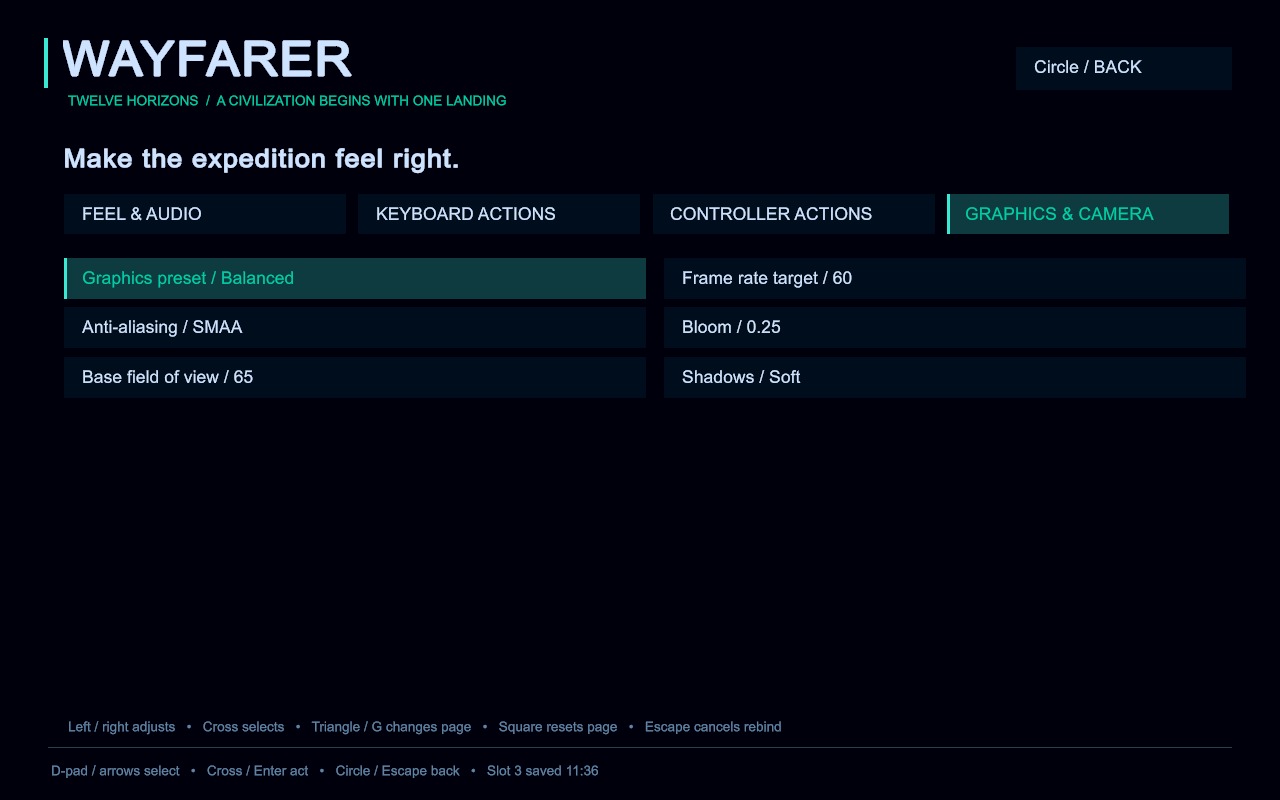 WAYFARER
Circle / BACK
TWELVE HORIZONS / A CIVILIZATION BEGINS WITH ONE LANDING
Make the expedition feel right.
FEEL & AUDIO
KEYBOARD ACTIONS
CONTROLLER ACTIONS
GRAPHICS & CAMERA
Graphics preset / Balanced
Frame rate target / 60
Anti-aliasing / SMAA
Bloom / 0.25
Base field of view / 65
Shadows / Soft
Left / right adjusts • Cross selects • Triangle / G changes page • Square resets page • Escape cancels rebind
D-pad / arrows select • Cross / Enter act • Circle / Escape back • Slot 3 saved 11:36